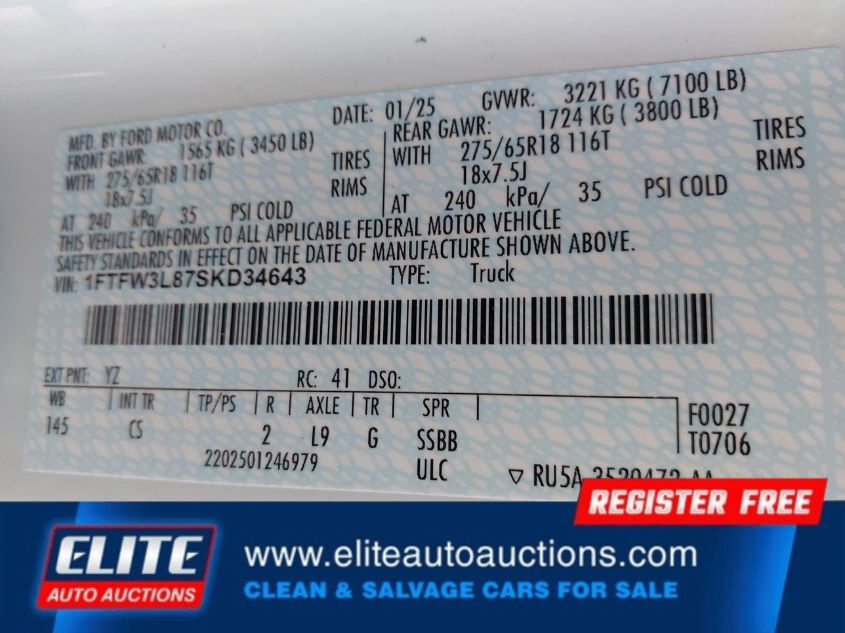 MFD. BY FORD MOTOR CO. DATE: 01/25 GVWR: 3221 KG ( 7100 LB)
FRONT GAWR: 1565 KG ( 3450 LB) REAR GAWR: 1724 KG ( 3800 LB)
WITH 275/65R18 116T TIRES WITH 275/65R18 116T TIRES
18x7.5J RIMS 18x7.5J RIMS
AT 240 kPa/ 35 PSI COLD AT 240 kPa/ 35 PSI COLD
THIS VEHICLE CONFORMS TO ALL APPLICABLE FEDERAL MOTOR VEHICLE
SAFETY STANDARDS IN EFFECT ON THE DATE OF MANUFACTURE SHOWN ABOVE.
VIN: 1FTFW3L87SKD34643 TYPE: Truck
EXT PNT: YZ RC: 41 DSO:
WB INT TR TP/PS R AXLE TR SPR F0027
145 CS 2 L9 G SSBB T0706
2202501246979 ULC ▽ RU5A
REGISTER FREE
ELITE
AUTO AUCTIONS
www.eliteautoauctions.com
CLEAN & SALVAGE CARS FOR SALE